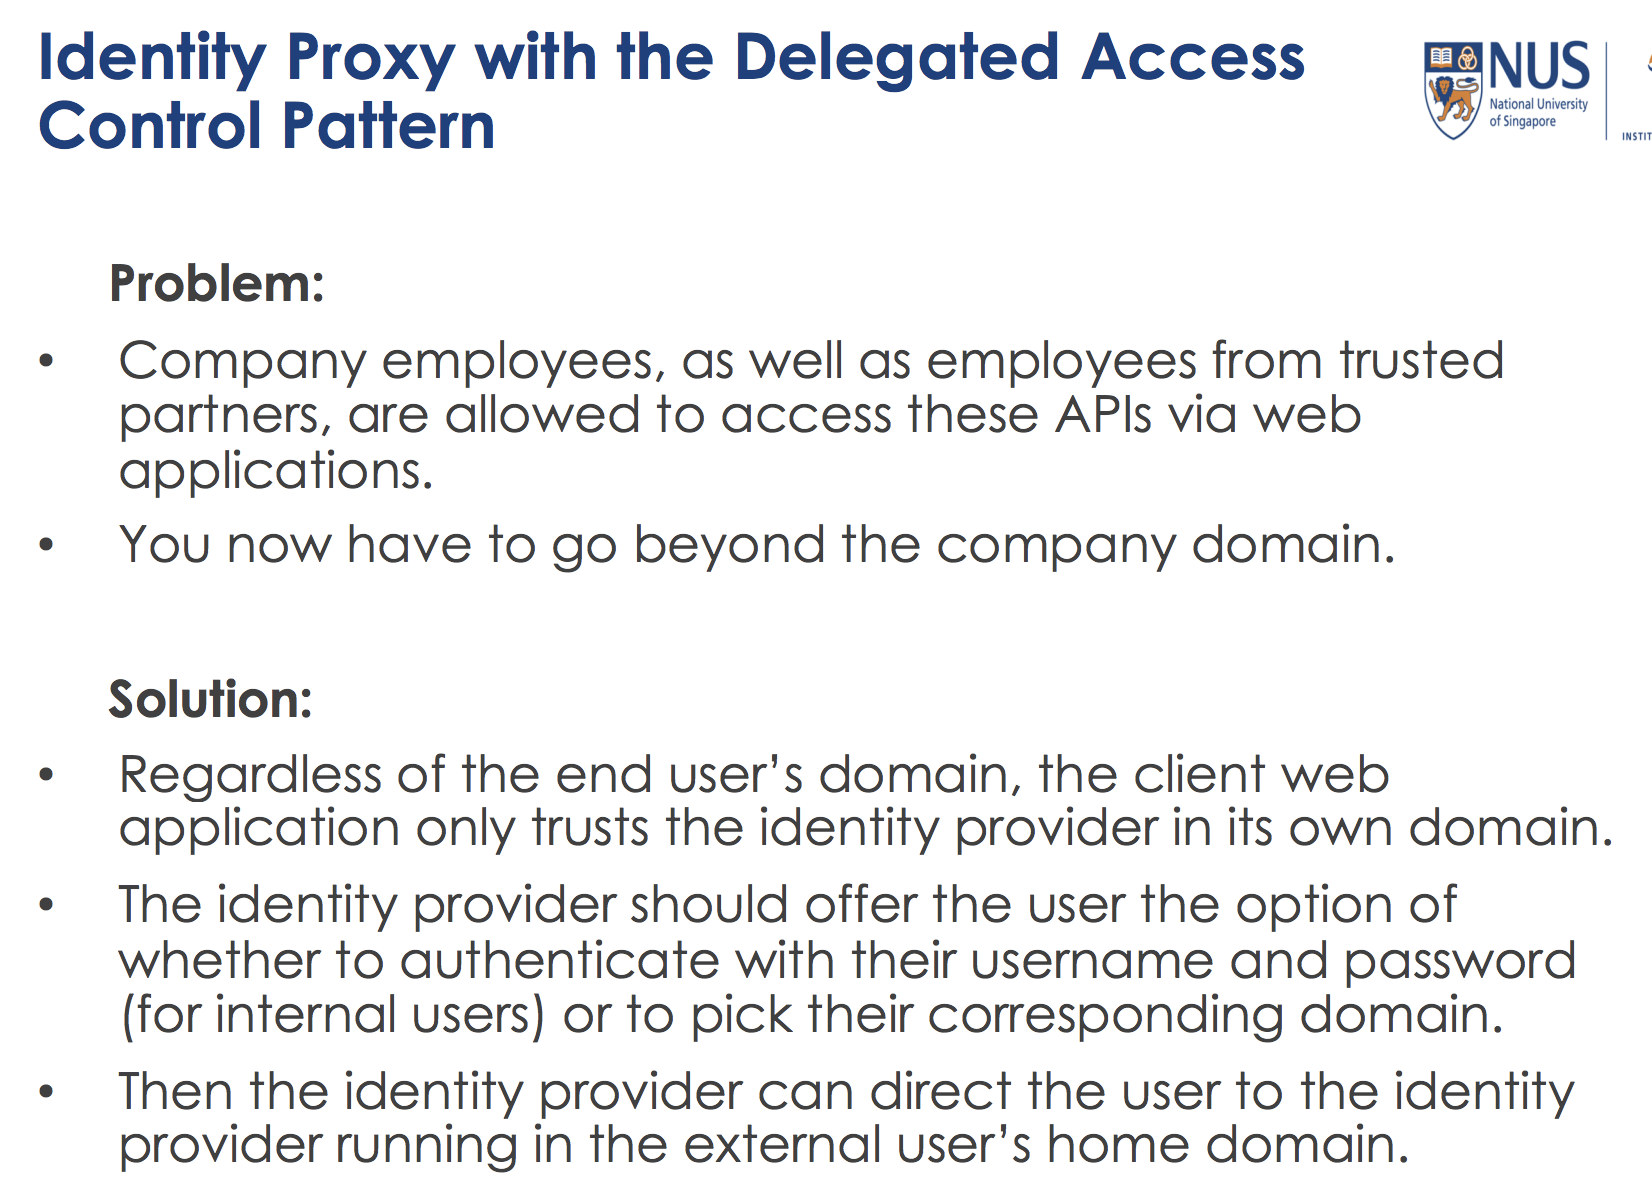 Identity Proxy with the Delegated Access
Control Pattern
NUS
National University
of Singapore
Problem:
• Company employees, as well as employees from trusted
partners, are allowed to access these APIs via web
applications.
• You now have to go beyond the company domain.
Solution:
• Regardless of the end user’s domain, the client web
application only trusts the identity provider in its own domain.
• The identity provider should offer the user the option of
whether to authenticate with their username and password
(for internal users) or to pick their corresponding domain.
• Then the identity provider can direct the user to the identity
provider running in the external user’s home domain.